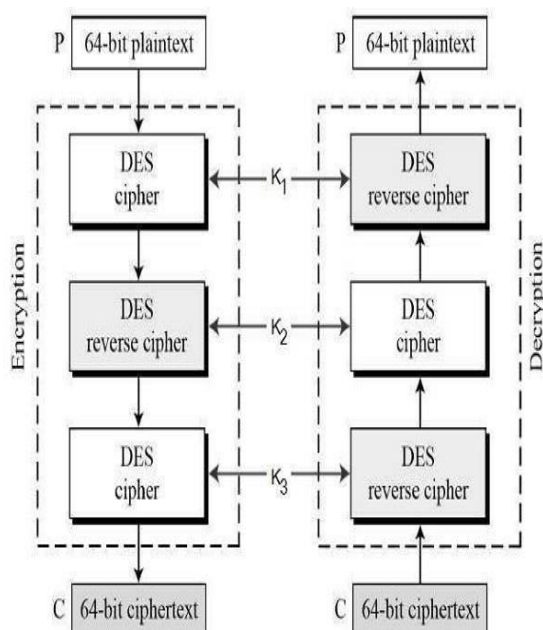 P 64-bit plaintext
P 64-bit plaintext
Encryption
DES
cipher
K1
DES
reverse cipher
DES
reverse cipher
K2
DES
cipher
DES
cipher
K3
DES
reverse cipher
Decryption
C 64-bit ciphertext
C 64-bit ciphertext